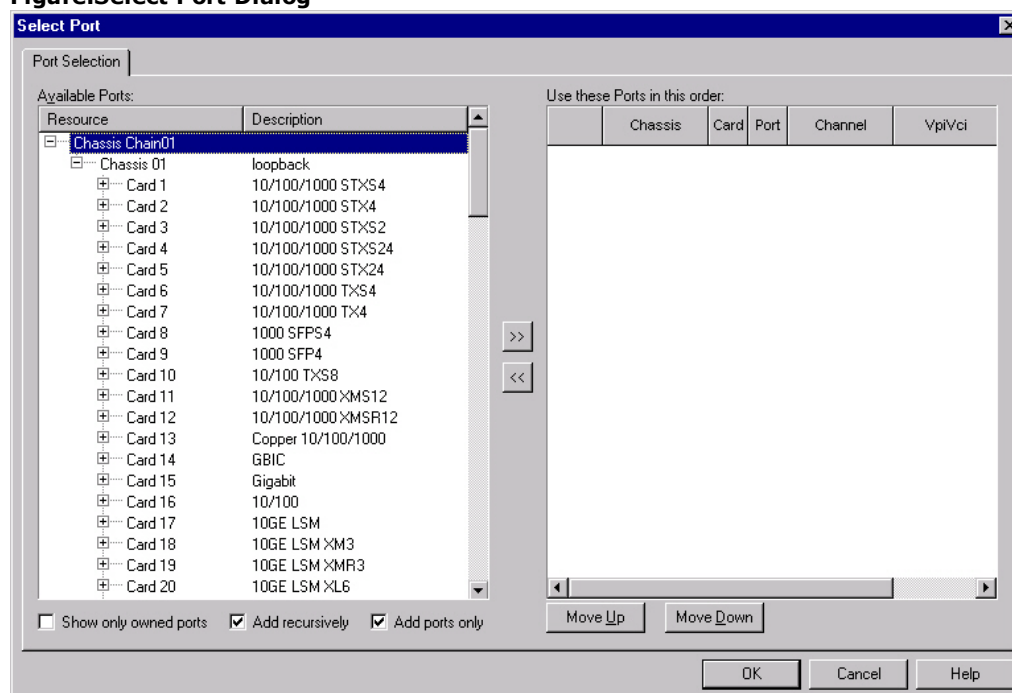 Figure:Select Port Dialog
Select Port
Port Selection
Available Ports:
Resource Description
Chassis Chain01
Chassis 01 loopback
Card 1 10/100/1000 STXS4
Card 2 10/100/1000 STX4
Card 3 10/100/1000 STXS2
Card 4 10/100/1000 STXS24
Card 5 10/100/1000 STX24
Card 6 10/100/1000 TXS4
Card 7 10/100/1000 TX4
Card 8 1000 SFPS4
Card 9 1000 SFP4
Card 10 10/100 TXS8
Card 11 10/100/1000 XMS12
Card 12 10/100/1000 XMSR12
Card 13 Copper 10/100/1000
Card 14 GBIC
Card 15 Gigabit
Card 16 10/100
Card 17 10GE LSM
Card 18 10GE LSM XM3
Card 19 10GE LSM XMR3
Card 20 10GE LSM XL6
Show only owned ports Add recursively Add ports only
>>
<<
Use these Ports in this order:
Chassis Card Port Channel VpiVci
Move Up Move Down
OK Cancel Help